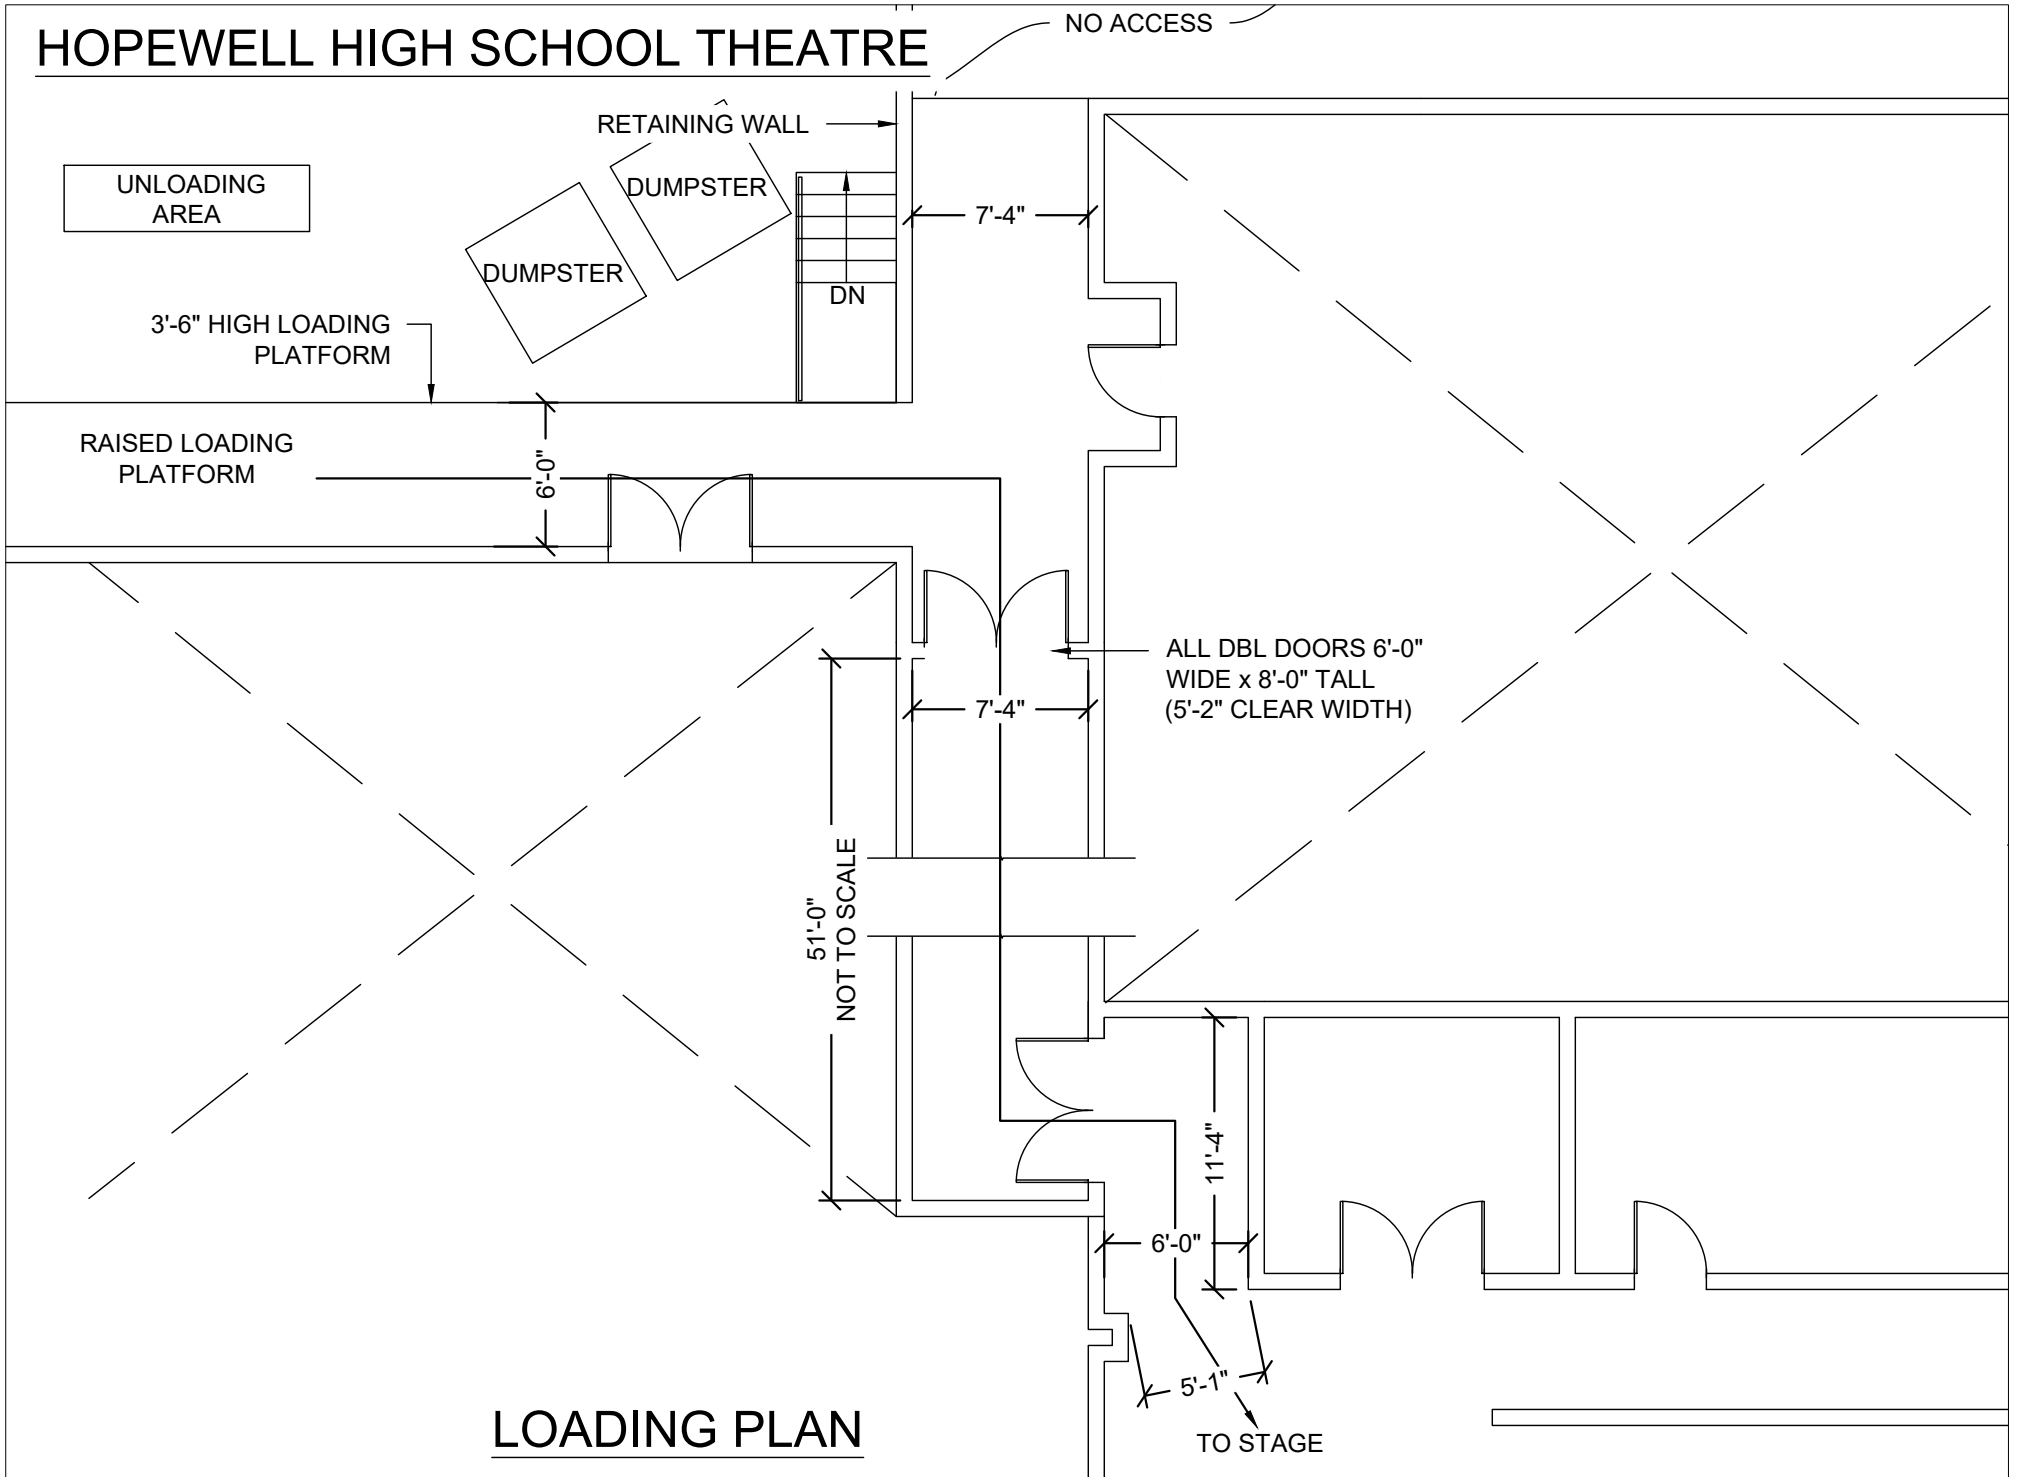 NO ACCESS
HOPEWELL HIGH SCHOOL THEATRE
RETAINING WALL
UNLOADING
AREA
DUMPSTER
DUMPSTER
7'-4"
DN
3'-6" HIGH LOADING
PLATFORM
RAISED LOADING
PLATFORM
6'-0"
ALL DBL DOORS 6'-0"
WIDE x 8'-0" TALL
(5'-2" CLEAR WIDTH)
7'-4"
51'-0"
NOT TO SCALE
11'-4"
6'-0"
5'-1"
TO STAGE
LOADING PLAN